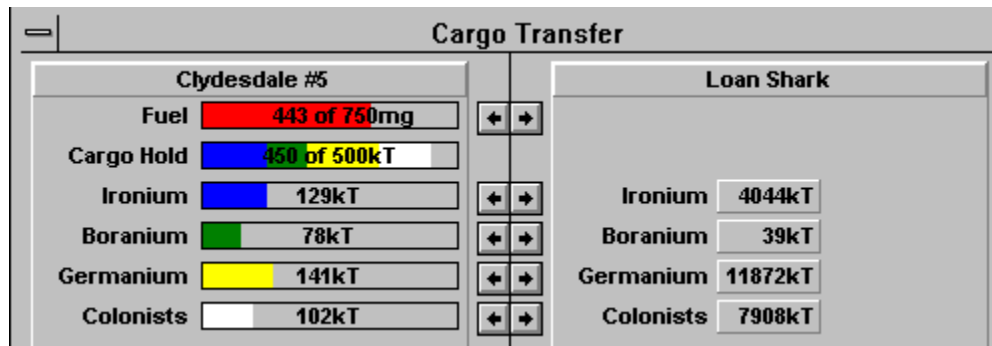 Cargo Transfer
Clydesdale #5
Loan Shark
Fuel 443 of 750mg
Cargo Hold 450 of 500kT
Ironium 129kT
Ironium 4044kT
Boranium 78kT
Boranium 39kT
Germanium 141kT
Germanium 11872kT
Colonists 102kT
Colonists 7908kT